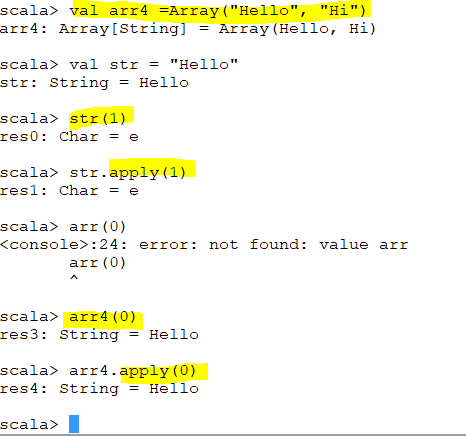 scala> val arr4 =Array("Hello", "Hi")
arr4: Array[String] = Array(Hello, Hi)
scala> val str = "Hello"
str: String = Hello
scala> str(1)
res0: Char = e
scala> str.apply(1)
res1: Char = e
scala> arr(0)
<console>:24: error: not found: value arr
       arr(0)
       ^
scala> arr4(0)
res3: String = Hello
scala> arr4.apply(0)
res4: String = Hello
scala>